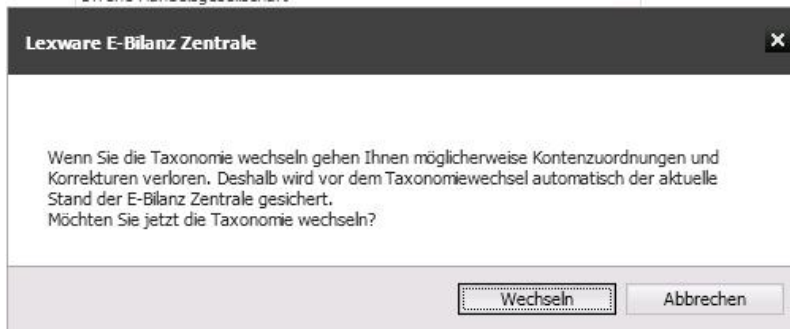 Lexware E-Bilanz Zentrale
Wenn Sie die Taxonomie wechseln gehen Ihnen möglicherweise Kontenzuordnungen und
Korrekturen verloren. Deshalb wird vor dem Taxonomiewechsel automatisch der aktuelle
Stand der E-Bilanz Zentrale gesichert.
Möchten Sie jetzt die Taxonomie wechseln?
Wechseln Abbrechen